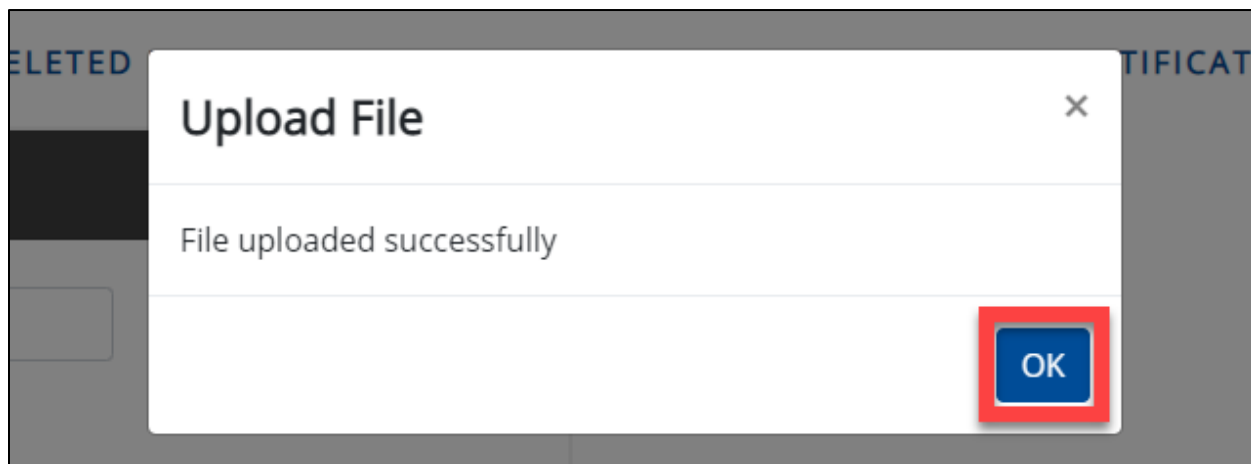 ELETED
TIFICAT
Upload File
×
File uploaded successfully
OK